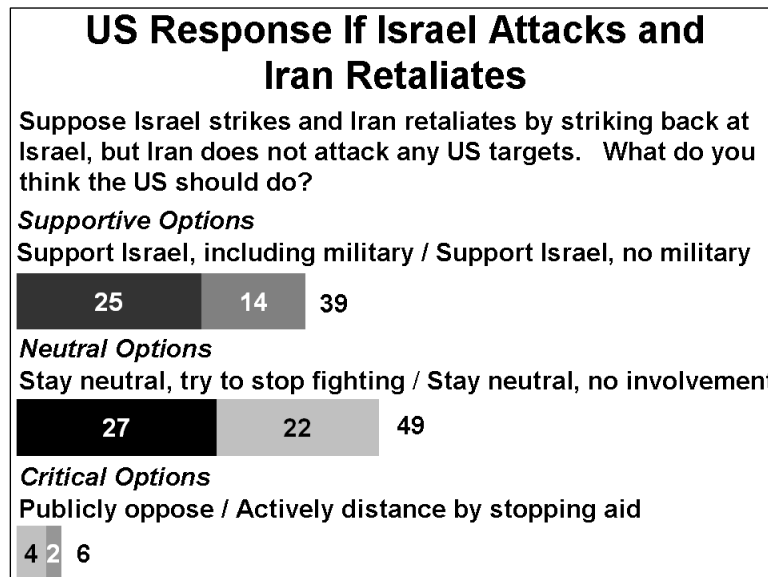 US Response If Israel Attacks and
Iran Retaliates
Suppose Israel strikes and Iran retaliates by striking back at
Israel, but Iran does not attack any US targets. What do you
think the US should do?
Supportive Options
Support Israel, including military / Support Israel, no military
25 14 39
Neutral Options
Stay neutral, try to stop fighting / Stay neutral, no involvement
27 22 49
Critical Options
Publicly oppose / Actively distance by stopping aid
4 2 6